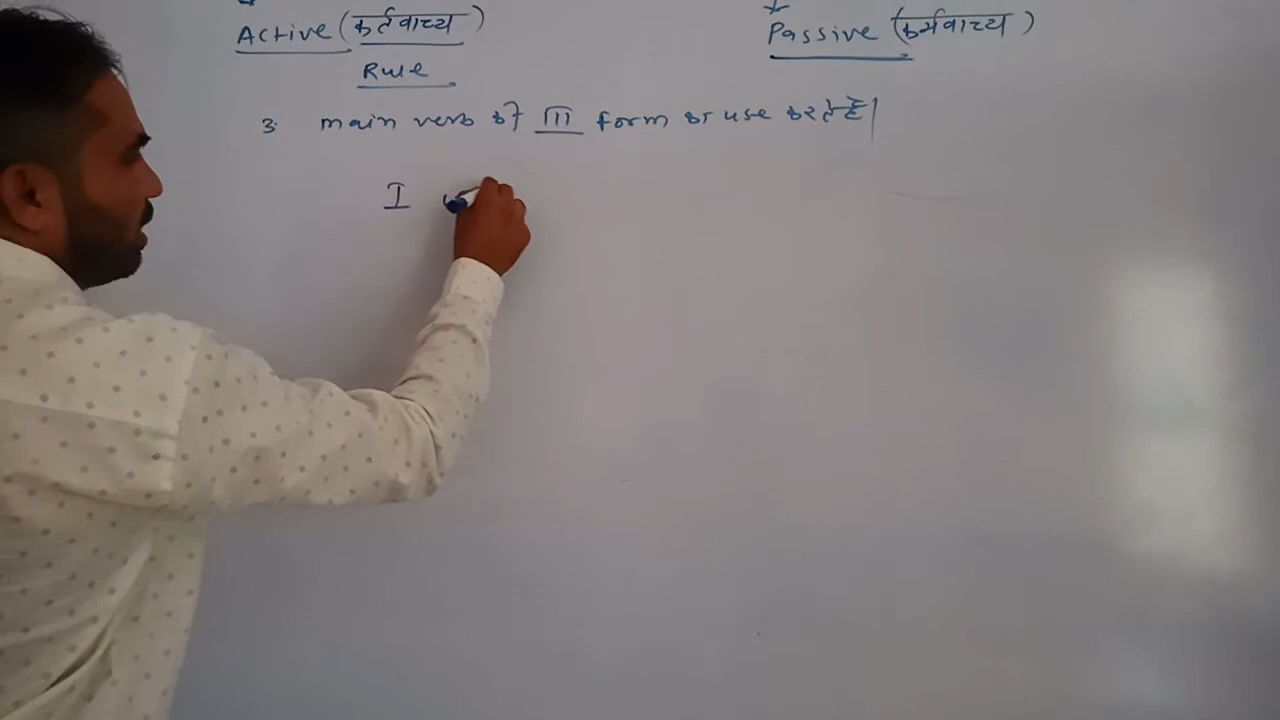 Active (कर्तवाच्य) Passive (कर्मवाच्य)
Rule
3. main verb की III form का use करते हैं|
I